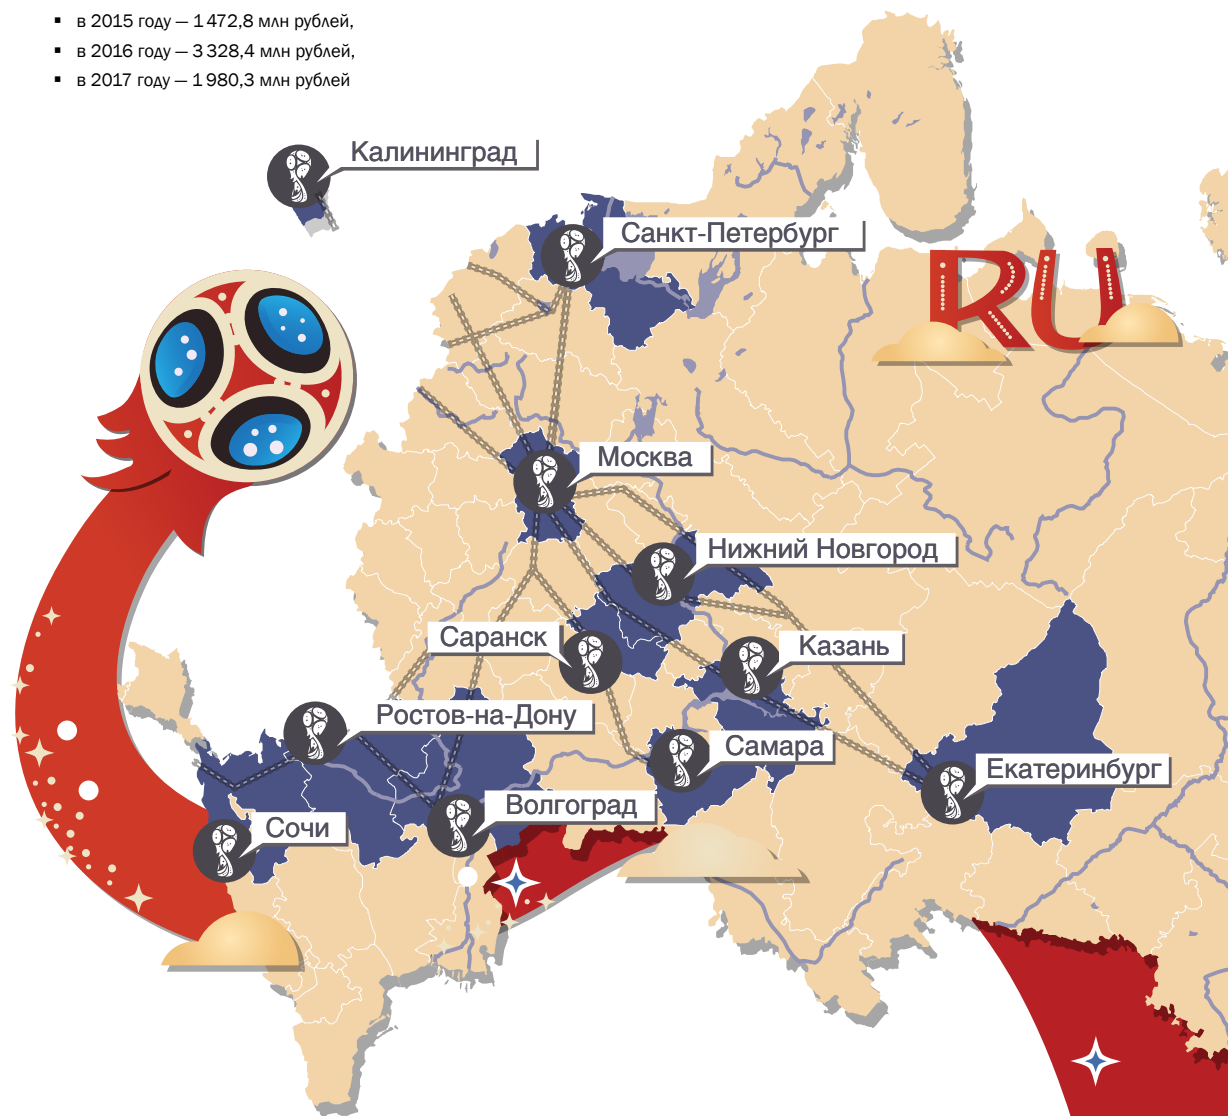 в 2015 году — 1 472,8 млн рублей,
в 2016 году — 3 328,4 млн рублей,
в 2017 году — 1 980,3 млн рублей
Калининград
Санкт-Петербург
RU
Москва
Нижний Новгород
Саранск
Казань
Ростов-на-Дону
Самара
Екатеринбург
Волгоград
Сочи